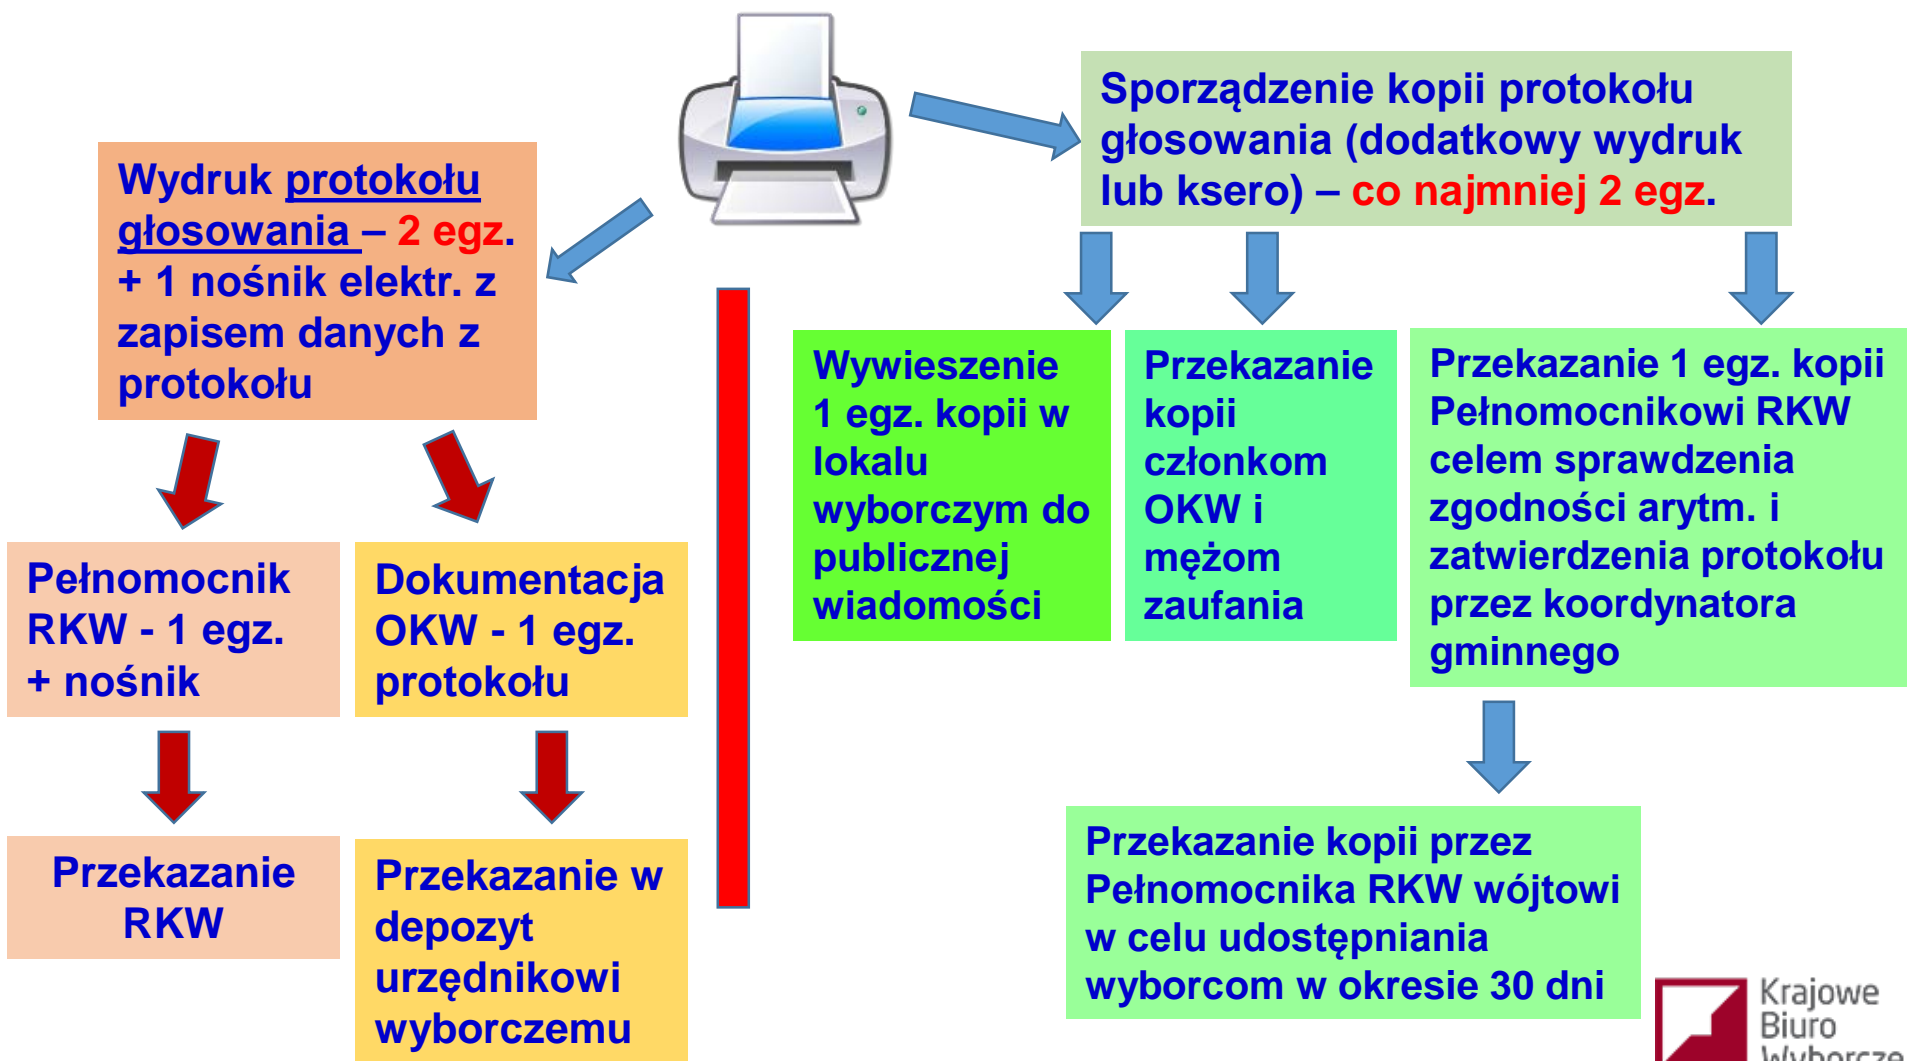 Wydruk protokołu
głosowania – 2 egz.
+ 1 nośnik elektr. z
zapisem danych z
protokołu
Pełnomocnik
RKW - 1 egz.
+ nośnik
Dokumentacja
OKW - 1 egz.
protokołu
Przekazanie
RKW
Przekazanie w
depozyt
urzędnikowi
wyborczemu
Sporządzenie kopii protokołu
głosowania (dodatkowy wydruk
lub ksero) – co najmniej 2 egz.
Wywieszenie
1 egz. kopii w
lokalu
wyborczym do
publicznej
wiadomości
Przekazanie
kopii
członkom
OKW i
mężom
zaufania
Przekazanie 1 egz. kopii
Pełnomocnikowi RKW
celem sprawdzenia
zgodności arytm. i
zatwierdzenia protokołu
przez koordynatora
gminnego
Przekazanie kopii przez
Pełnomocnika RKW wójtowi
w celu udostępniania
wyborcom w okresie 30 dni
Krajowe
Biuro
Wyborcze